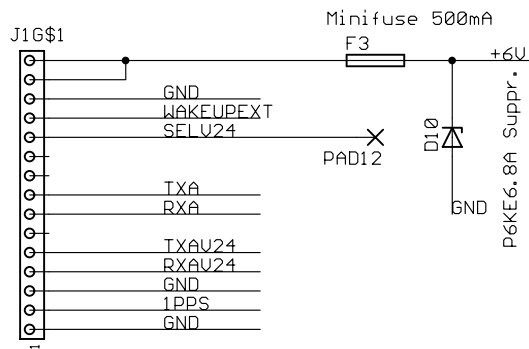 Minifuse 500mA
J1G$1
F3
+6V
GND
WAKEUPEXT
SELV24
PAD12
D10
P6KE6.8A Suppr.
TXA
RXA
GND
TXAV24
RXAV24
GND
1PPS
GND
1